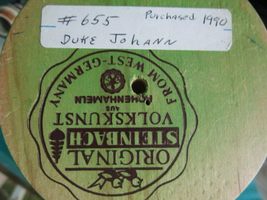 # 655
Purchased 1990
DUKE JOHANN
FROM WEST-GERMANY
HOHENHAMELN
AUS
VOLKSKUNST
STEINBACH
ORIGINAL